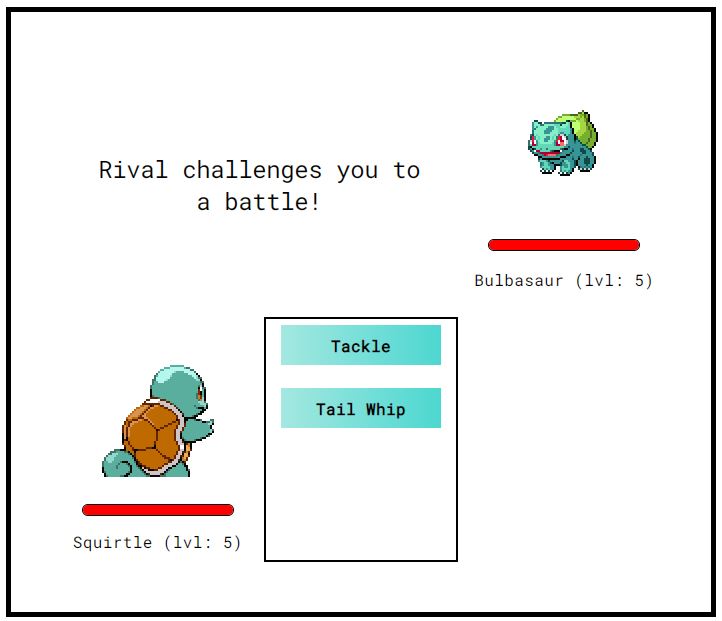 Rival challenges you to
a battle!
Bulbasaur (lvl: 5)
Tackle
Tail Whip
Squirtle (lvl: 5)